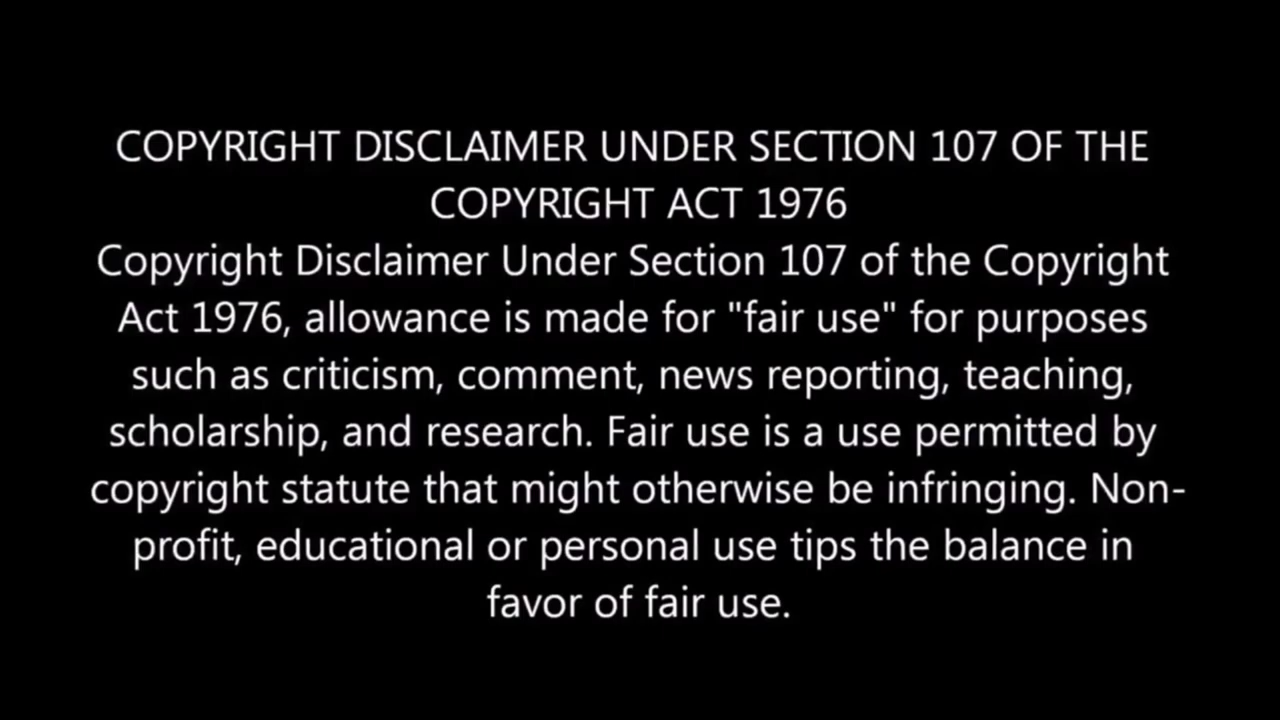 COPYRIGHT DISCLAIMER UNDER SECTION 107 OF THE
COPYRIGHT ACT 1976
Copyright Disclaimer Under Section 107 of the Copyright
Act 1976, allowance is made for "fair use" for purposes
such as criticism, comment, news reporting, teaching,
scholarship, and research. Fair use is a use permitted by
copyright statute that might otherwise be infringing. Non-
profit, educational or personal use tips the balance in
favor of fair use.